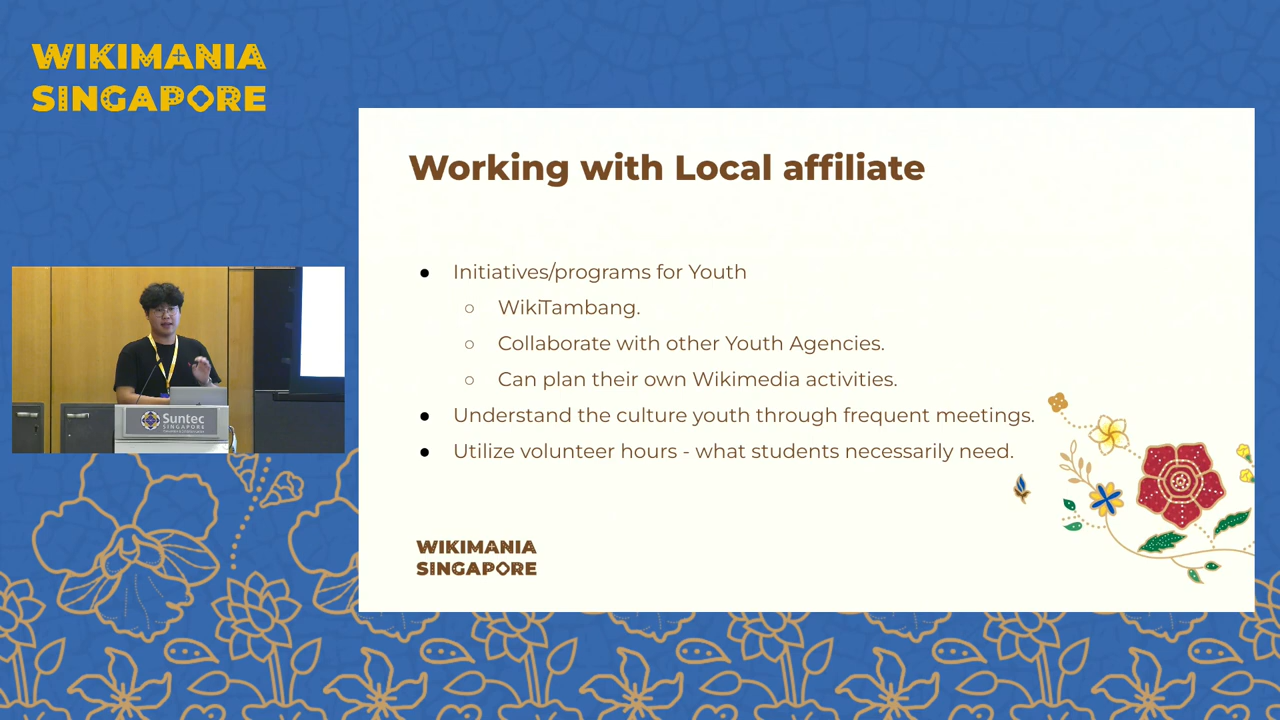 WIKIMANIA
SINGAPORE
Working with Local affiliate
● Initiatives/programs for Youth
○ WikiTambang.
○ Collaborate with other Youth Agencies.
○ Can plan their own Wikimedia activities.
● Understand the culture youth through frequent meetings.
● Utilize volunteer hours - what students necessarily need.
Suntec
SINGAPORE
WIKIMANIA
SINGAPORE